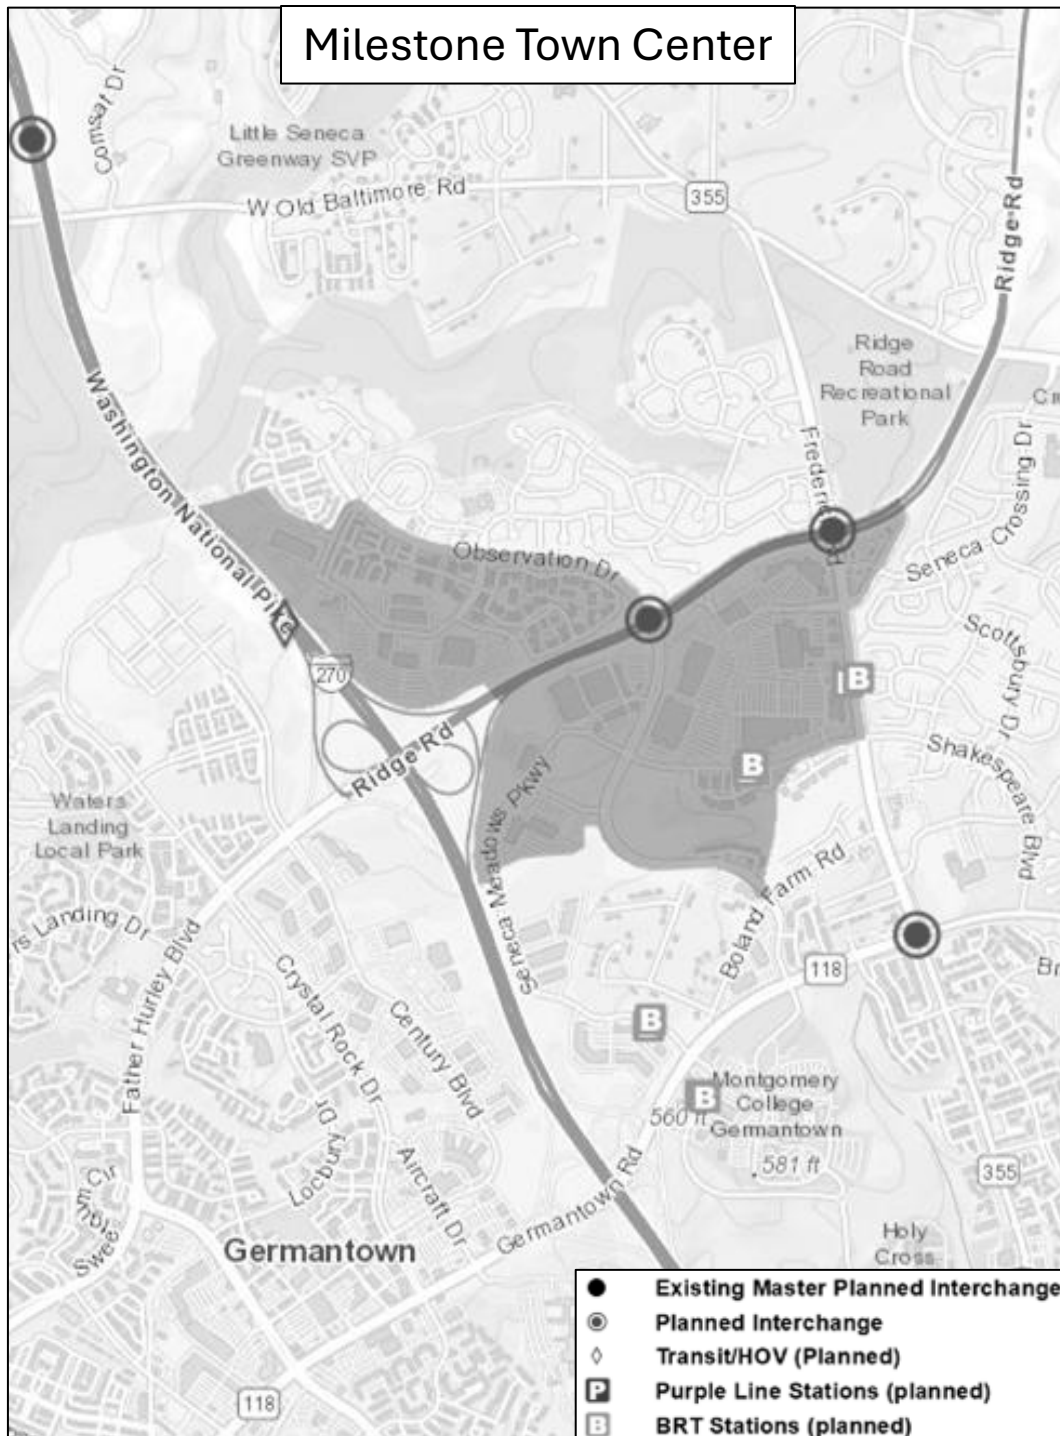 Milestone Town Center
Comsat Dr
Little Seneca
Greenway SVP
W Old Baltimore Rd
355
Ridge Rd
Ridge
Road
Recreational
Park
Washington National Pike
Observation Dr
Seneca Crossing Dr
Scottsbury Dr
B
270
Ridge Rd
B
Shakespeare Blvd
Seneca Meadows Pkwy
Waters
Landing
Local Park
rs Landing Dr
Father Hurley Blvd
Crystal Rock Dr
Century Blvd
Boland Farm Rd
118
Br
B
B
Montgomery
College
Germantown
560 ft
581 ft
Locbury Dr
Aircraft Dr
Germantown Rd
355
Germantown
Holy
Cross
118
Existing Master Planned Interchange
Planned Interchange
Transit/HOV (Planned)
P Purple Line Stations (planned)
B BRT Stations (planned)